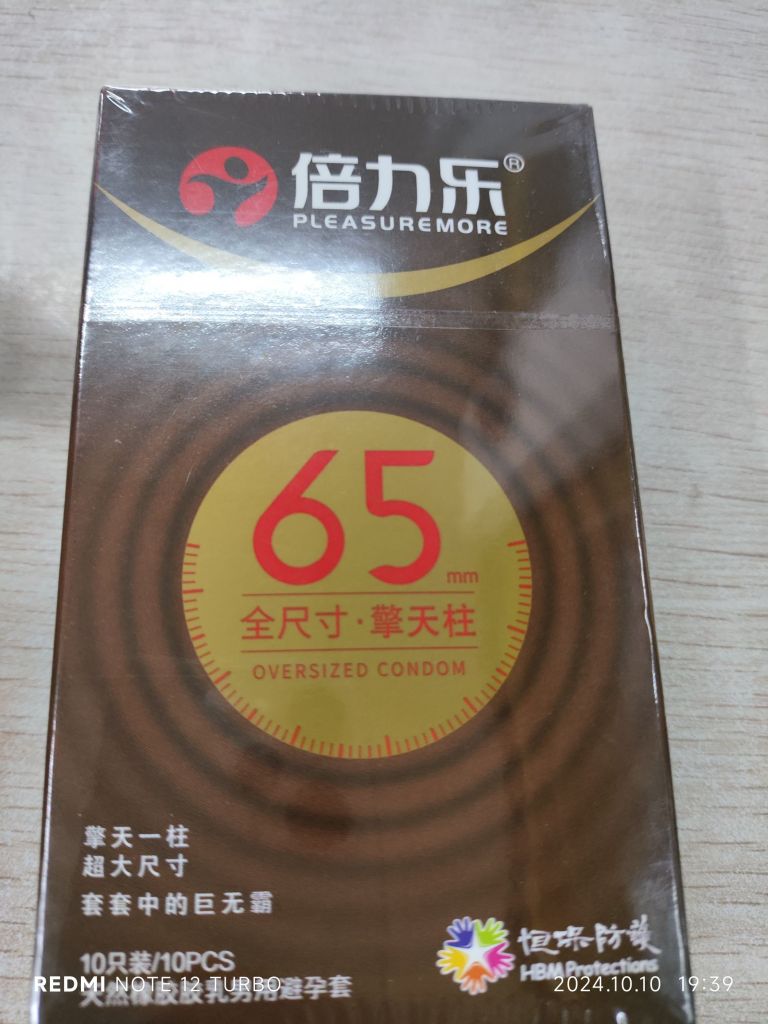 倍力乐®
PLEASUREMORE
65mm
全尺寸·擎天柱
OVERSIZED CONDOM
擎天一柱
超大尺寸
套套中的巨无霸
10只装/10PCS
天然橡胶胶乳男用避孕套
恒保防护
HBM Protections
REDMI NOTE 12 TURBO
2024.10.10 19:39